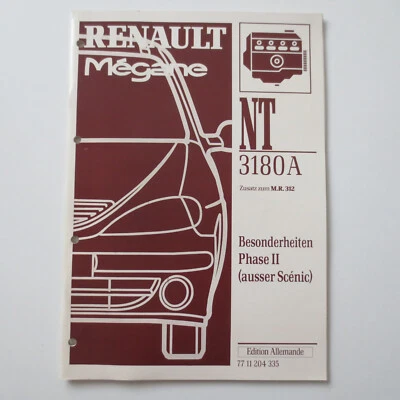 RENAULT
Mégane
NT
3180A
Zusatz zum M.R. 312
Besonderheiten
Phase II
(ausser Scénic)
Edition Allemande
77 11 204 335